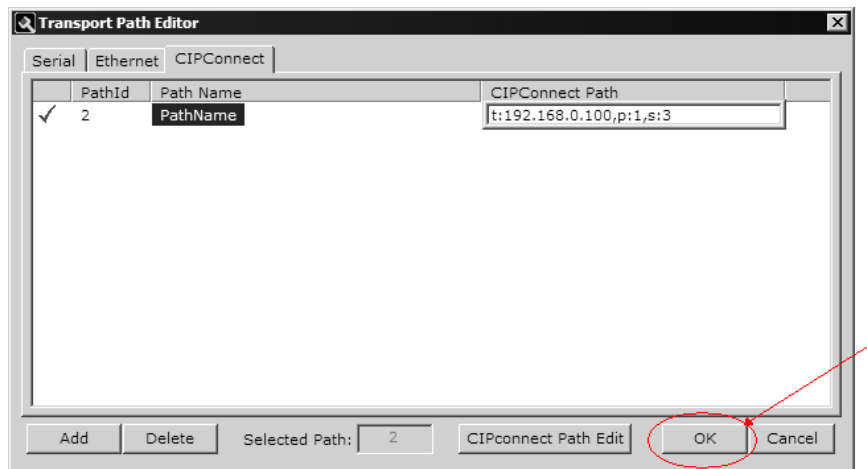 Transport Path Editor
Serial Ethernet CIPConnect
PathId Path Name CIPConnect Path
2 PathName t:192.168.0.100,p:1,s:3
Add Delete Selected Path: 2 CIPconnect Path Edit OK Cancel